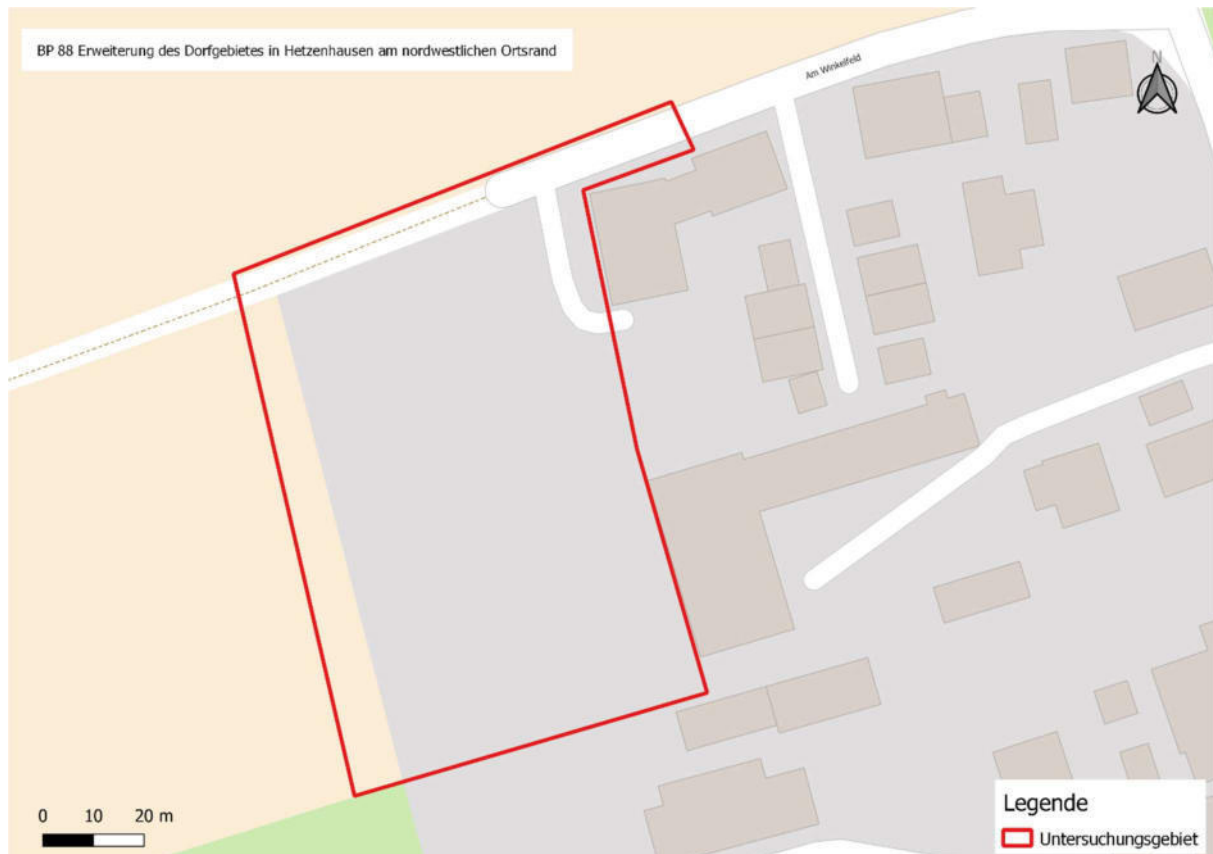 BP 88 Erweiterung des Dorfgebietes in Hetzenhausen am nordwestlichen Ortsrand
Am Winkelfeld
N
0 10 20 m
Legende
Untersuchungsgebiet